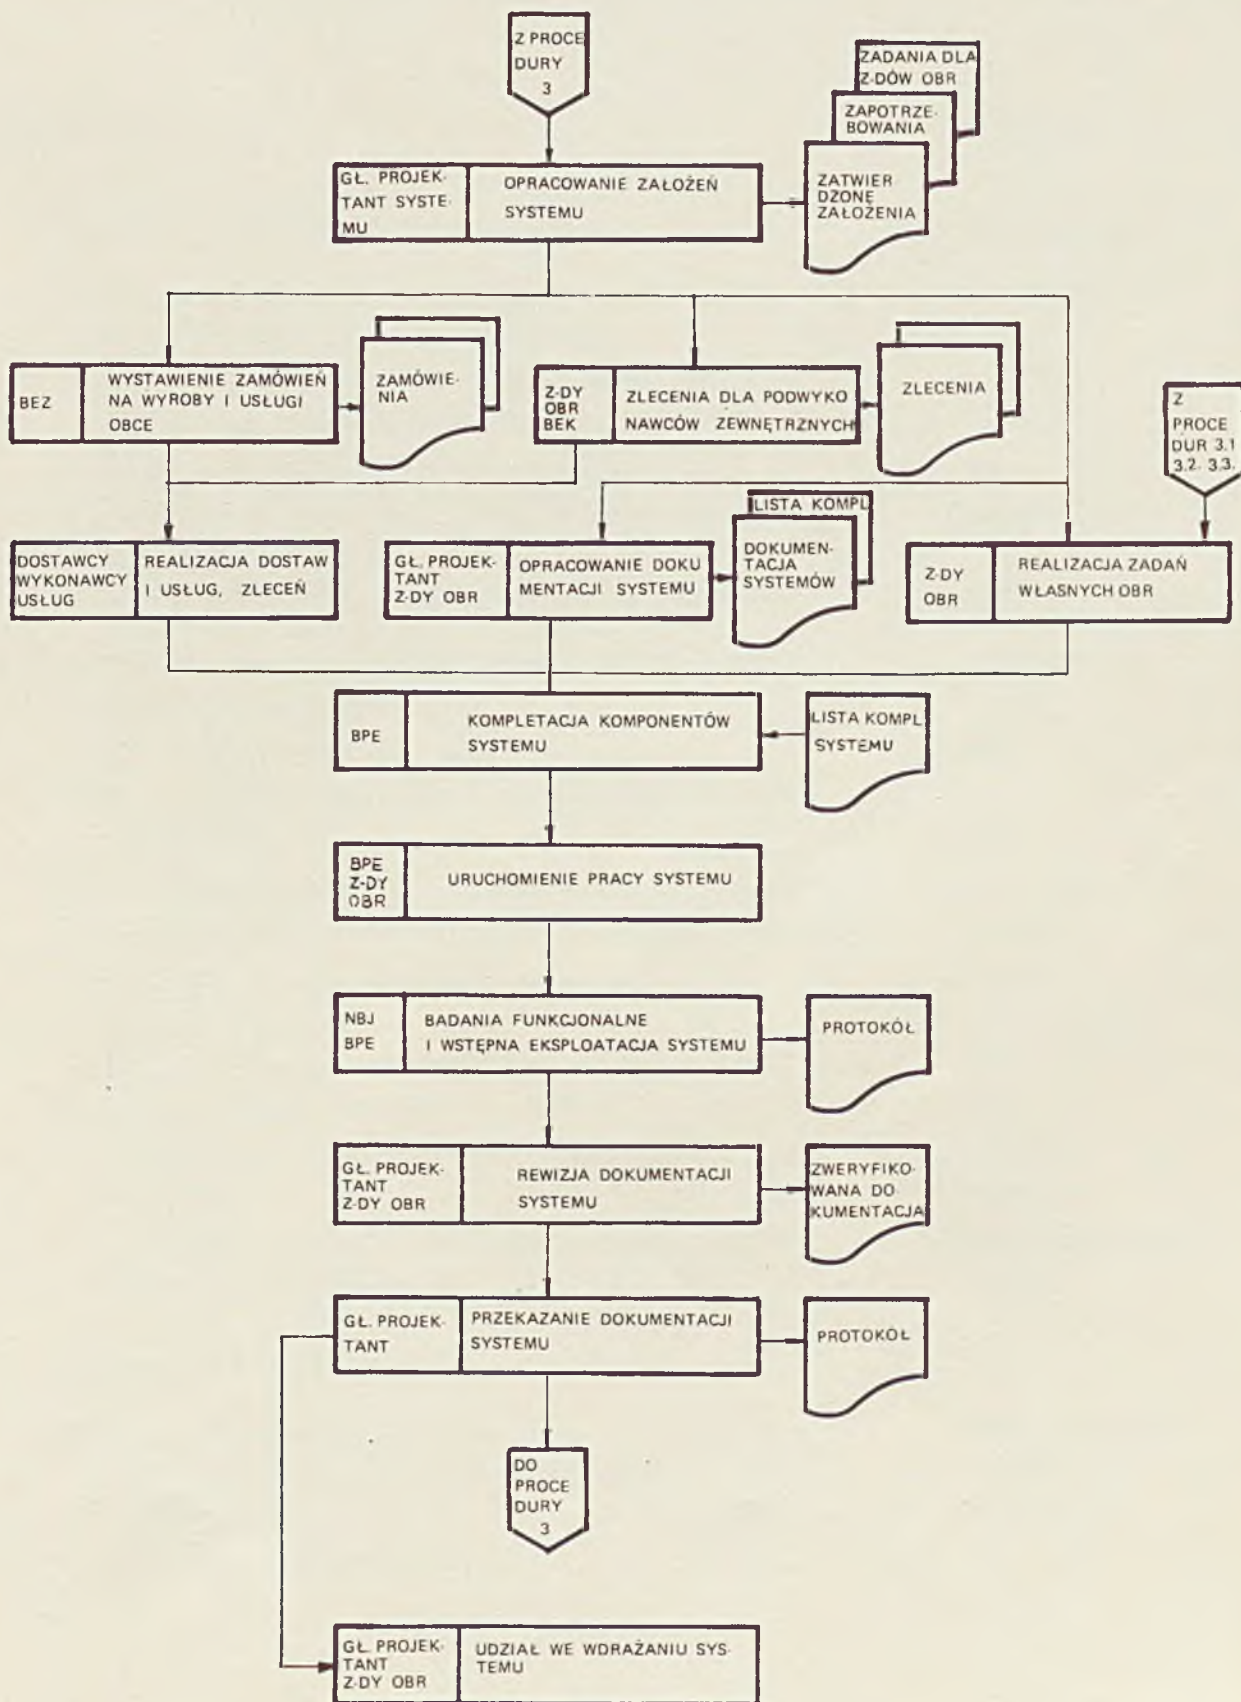 Z PROCE
DURY
3
ZADANIA DLA
Z-DÓW OBR
ZAPOTRZE-
BOWANIA
ZATWIER
DZONĘ
ZAŁOŻENIA
GŁ. PROJEK-
TANT SYSTE-
MU
OPRACOWANIE ZAŁOŻEŃ
SYSTEMU
BEZ
WYSTAWIENIE ZAMÓWIEŃ
NA WYROBY I USŁUGI
OBCE
ZAMÓWIE-
NIA
Z-DY
OBR
BEK
ZLECENIA DLA PODWYKO
NAWCÓW ZEWNĘTRZNYCH
ZLECENIA
Z
PROCE
DUR 3.1
3.2. 3.3.
DOSTAWCY
WYKONAWCY
USŁUG
REALIZACJA DOSTAW
I USŁUG, ZLECEŃ
GŁ. PROJEK-
TANT
Z-DY OBR
OPRACOWANIE DOKU
MENTACJI SYSTEMU
LISTA KOMPL
DOKUMEN-
TACJA
SYSTEMÓW
Z-DY
OBR
REALIZACJA ZADAŃ
WŁASNYCH OBR
BPE
KOMPLETACJA KOMPONENTÓW
SYSTEMU
LISTA KOMPL
SYSTEMU
BPE
Z-DY
OBR
URUCHOMIENIE PRACY SYSTEMU
NBJ
BPE
BADANIA FUNKCJONALNE
I WSTĘPNA EKSPLOATACJA SYSTEMU
PROTOKÓŁ
GŁ. PROJEK-
TANT
Z-DY OBR
REWIZJA DOKUMENTACJI
SYSTEMU
ZWERYFIKO-
WANA DO-
KUMENTACJA
GŁ. PROJEK-
TANT
PRZEKAZANIE DOKUMENTACJI
SYSTEMU
PROTOKÓŁ
DO
PROCE
DURY
3
GŁ. PROJEK-
TANT
Z-DY OBR
UDZIAŁ WE WDRAŻANIU SYS-
TEMU